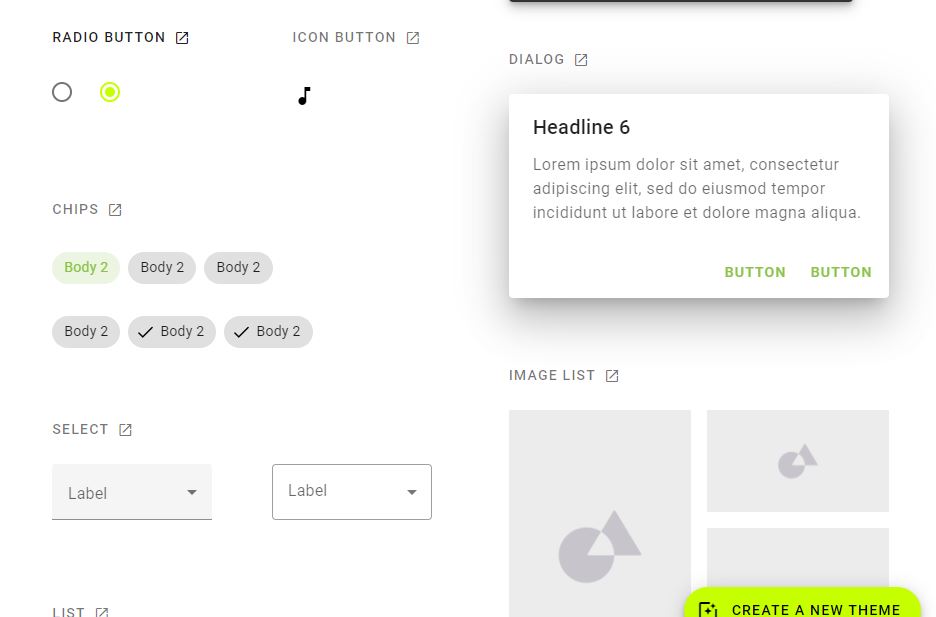 RADIO BUTTON
ICON BUTTON
CHIPS
Body 2
Body 2
Body 2
Body 2
Body 2
Body 2
SELECT
Label
Label
LIST
DIALOG
Headline 6
Lorem ipsum dolor sit amet, consectetur
adipiscing elit, sed do eiusmod tempor
incididunt ut labore et dolore magna aliqua.
BUTTON
BUTTON
IMAGE LIST
CREATE A NEW THEME